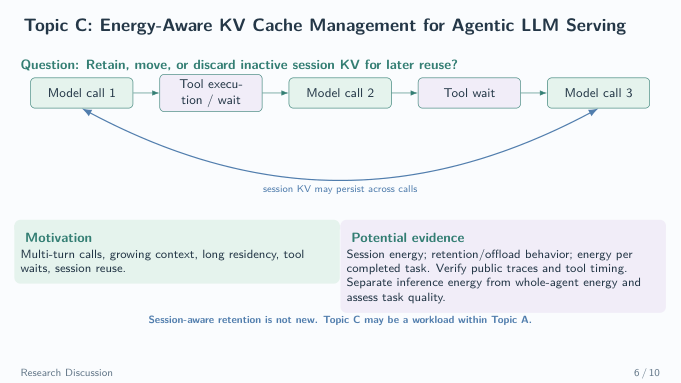 Topic C: Energy-Aware KV Cache Management for Agentic LLM Serving
Question: Retain, move, or discard inactive session KV for later reuse?
Model call 1
Tool execu-
tion / wait
Model call 2
Tool wait
Model call 3
session KV may persist across calls
Motivation
Multi-turn calls, growing context, long residency, tool
waits, session reuse.
Potential evidence
Session energy; retention/offload behavior; energy per
completed task. Verify public traces and tool timing.
Separate inference energy from whole-agent energy and
assess task quality.
Session-aware retention is not new. Topic C may be a workload within Topic A.
Research Discussion
6 / 10